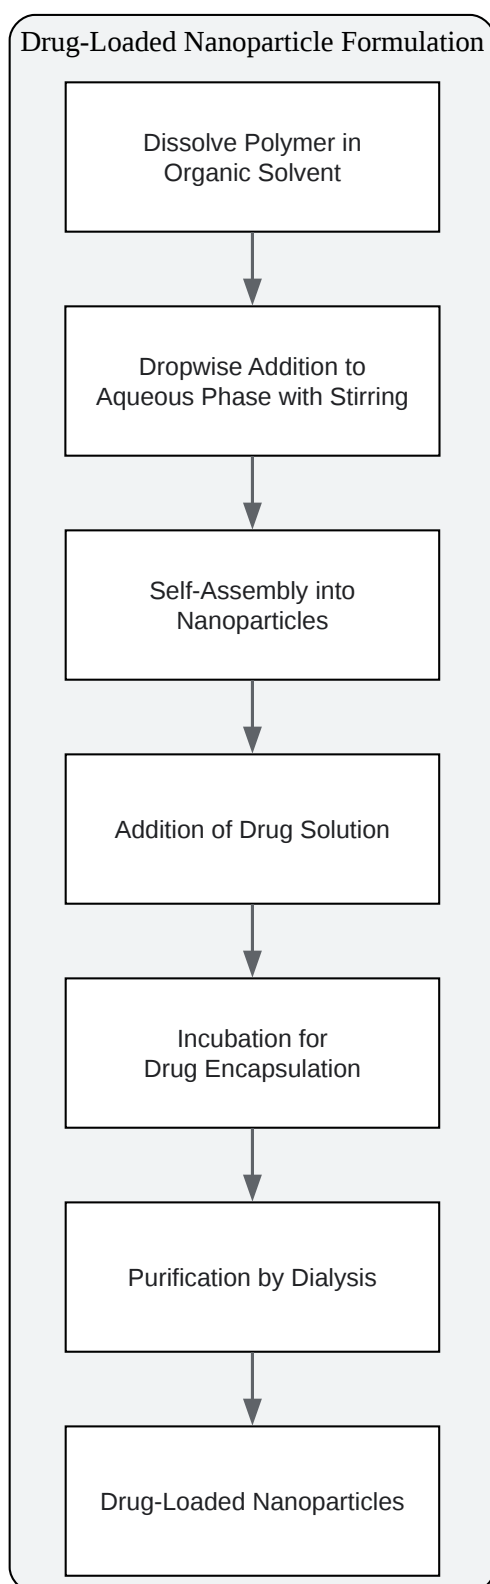 Drug-Loaded Nanoparticle Formulation
Dissolve Polymer in
Organic Solvent
Dropwise Addition to
Aqueous Phase with Stirring
Self-Assembly into
Nanoparticles
Addition of Drug Solution
Incubation for
Drug Encapsulation
Purification by Dialysis
Drug-Loaded Nanoparticles